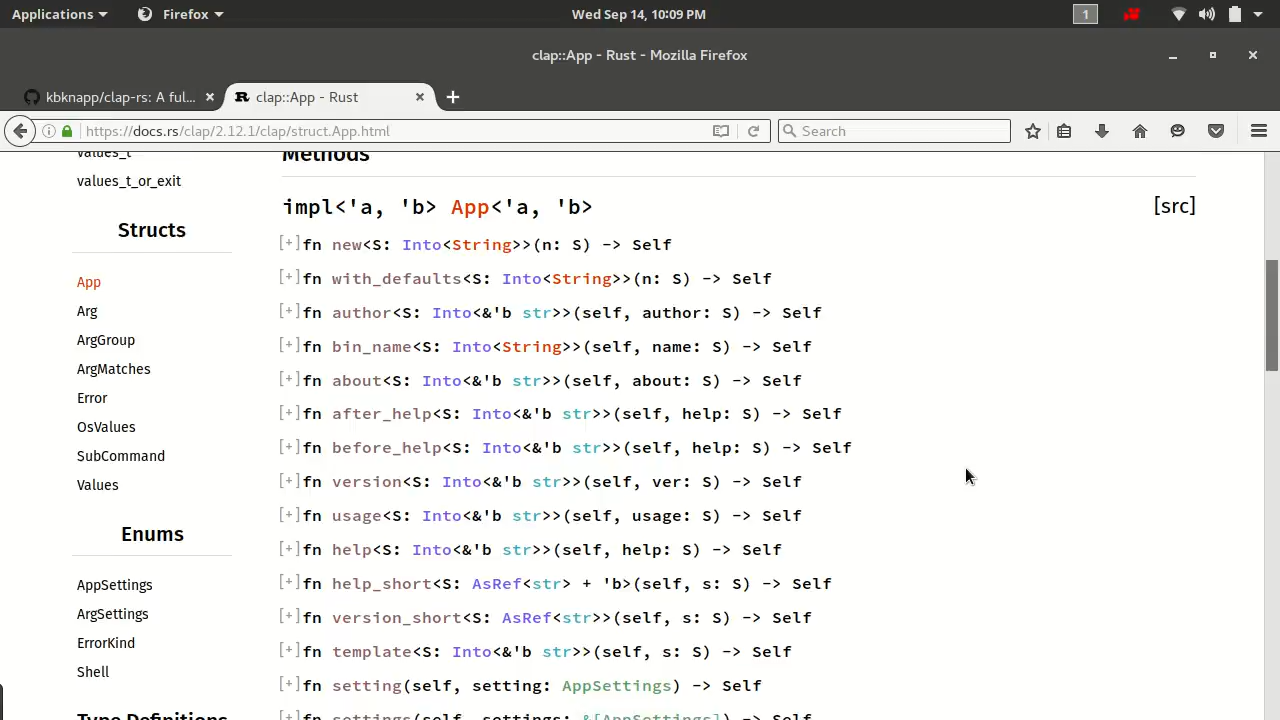 Applications Firefox Wed Sep 14, 10:09 PM 1
clap::App - Rust - Mozilla Firefox
kbknapp/clap-rs: A ful... × clap::App - Rust × +
https://docs.rs/clap/2.12.1/clap/struct.App.html Search
values_t
values_t_or_exit
Structs
App
Arg
ArgGroup
ArgMatches
Error
OsValues
SubCommand
Values
Enums
AppSettings
ArgSettings
ErrorKind
Shell
Type Definitions
Methods
impl<'a, 'b> App<'a, 'b> [src]
[+] fn new<S: Into<String>>(n: S) -> Self
[+] fn with_defaults<S: Into<String>>(n: S) -> Self
[+] fn author<S: Into<&'b str>>(self, author: S) -> Self
[+] fn bin_name<S: Into<String>>(self, name: S) -> Self
[+] fn about<S: Into<&'b str>>(self, about: S) -> Self
[+] fn after_help<S: Into<&'b str>>(self, help: S) -> Self
[+] fn before_help<S: Into<&'b str>>(self, help: S) -> Self
[+] fn version<S: Into<&'b str>>(self, ver: S) -> Self
[+] fn usage<S: Into<&'b str>>(self, usage: S) -> Self
[+] fn help<S: Into<&'b str>>(self, help: S) -> Self
[+] fn help_short<S: AsRef<str> + 'b>(self, s: S) -> Self
[+] fn version_short<S: AsRef<str>>(self, s: S) -> Self
[+] fn template<S: Into<&'b str>>(self, s: S) -> Self
[+] fn setting(self, setting: AppSettings) -> Self
[+] fn settings(self, settings: &[AppSettings]) -> Self